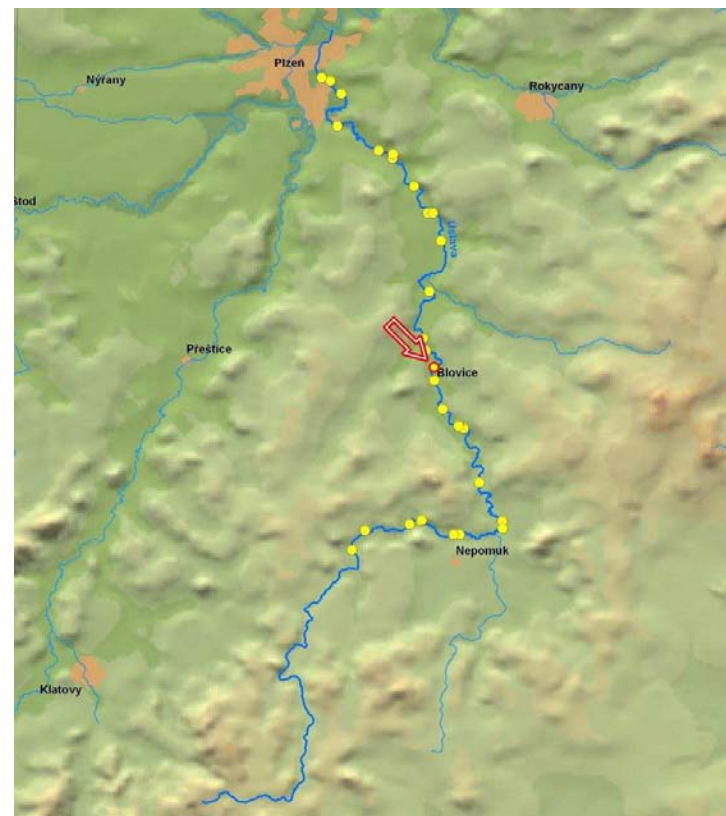 Plzeň
Nýřany
Rokycany
Stod
Úslava
Přeštice
Blovice
Nepomuk
Klatovy